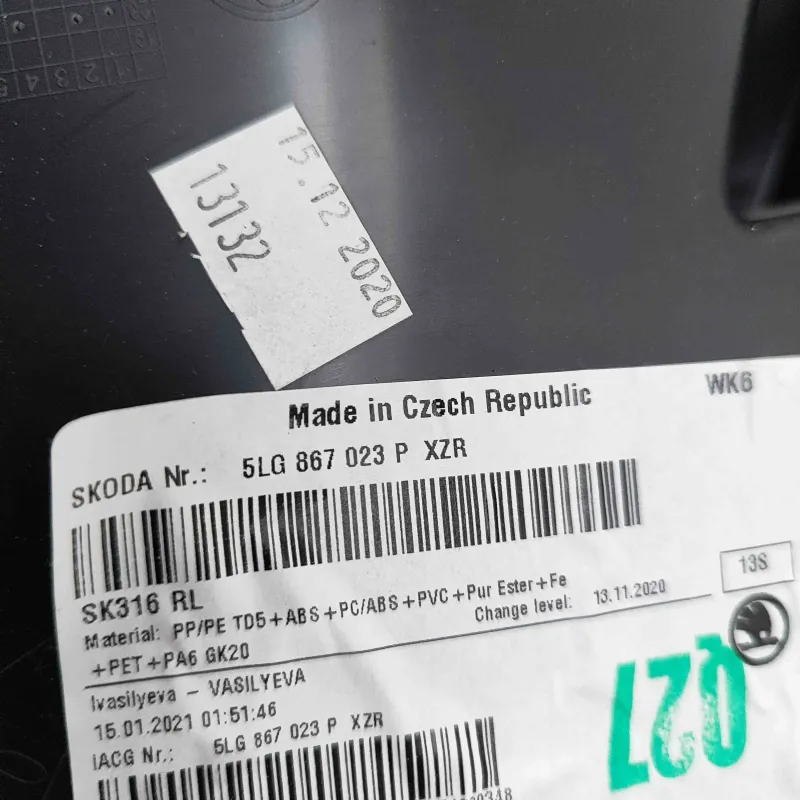 15.12 2020
13132
Made in Czech Republic
WK6
SKODA Nr.: 5LG 867 023 P XZR
SK316 RL
13S
Material: PP/PE TD5+ABS+PC/ABS+PVC+Pur Ester+Fe
+PET+PA6 GK20
Change level: 13.11.2020
Ivasilyeva – VASILYEVA
15.01.2021 01:51:46
IACG Nr.: 5LG 867 023 P XZR
Q27